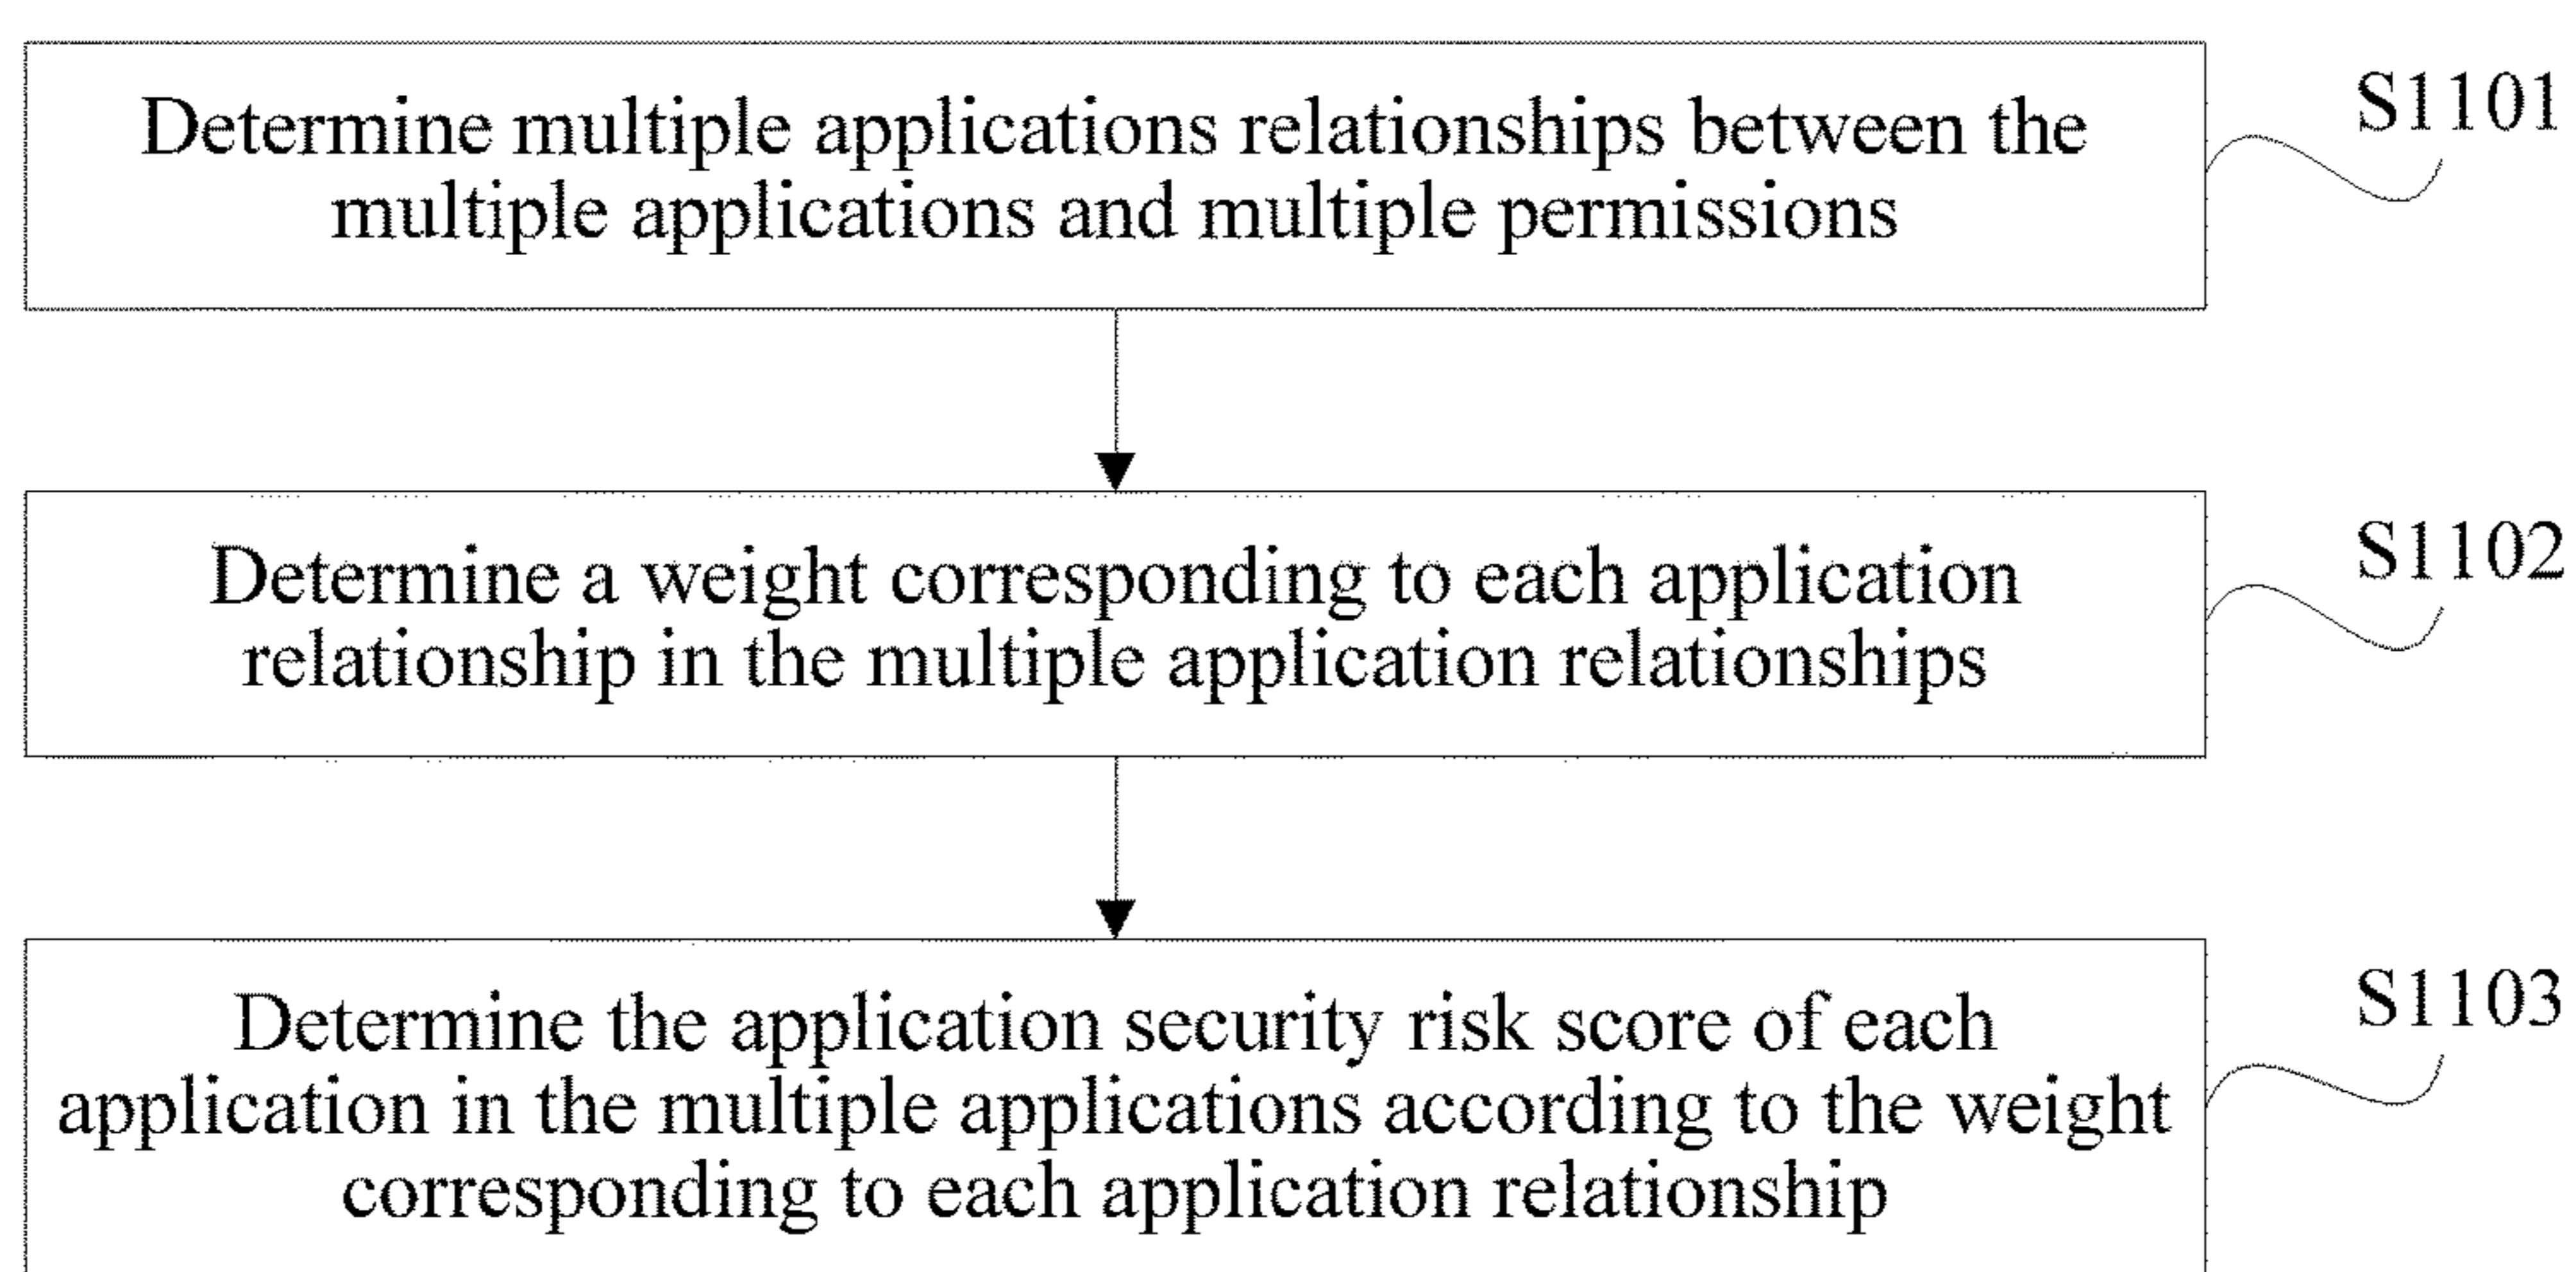 Determine multiple applications relationships between the
multiple applications and multiple permissions
S1101
Determine a weight corresponding to each application
relationship in the multiple application relationships
S1102
Determine the application security risk score of each
application in the multiple applications according to the weight
corresponding to each application relationship
S1103